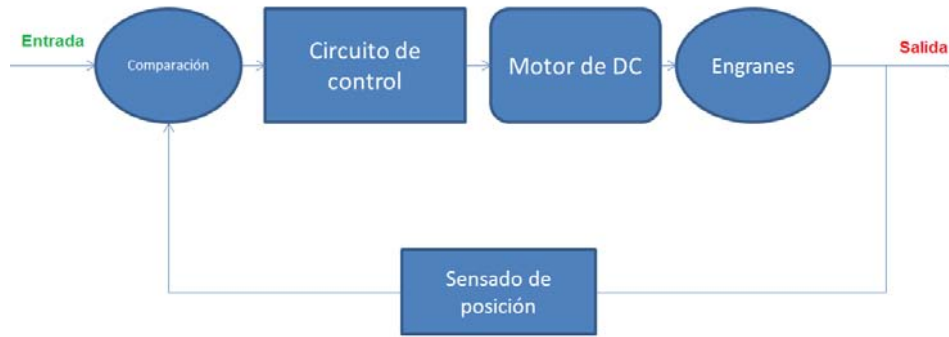 Entrada
Comparación
Circuito de
control
Motor de DC
Engranes
Salida
Sensado de
posición